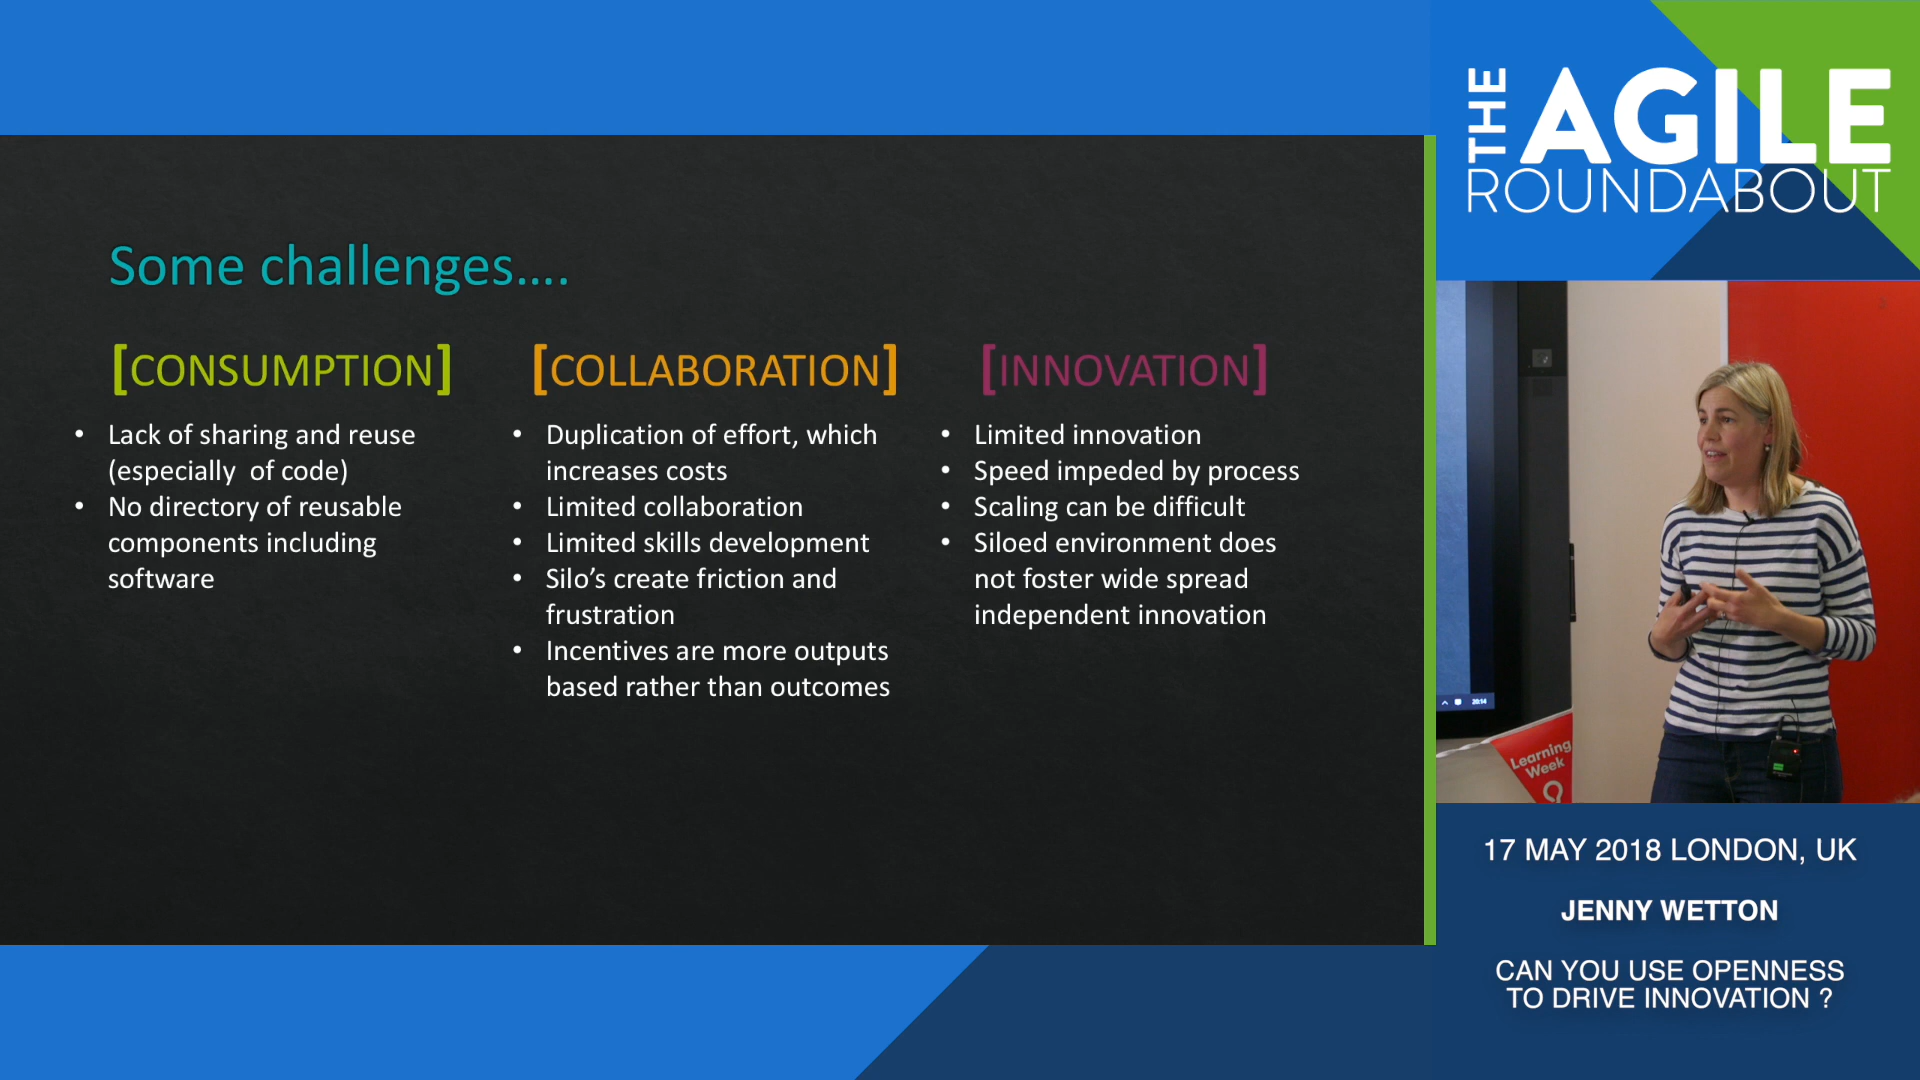 THE AGILE
ROUNDABOUT
Some challenges....
[CONSUMPTION]
• Lack of sharing and reuse
(especially  of code)
• No directory of reusable
components including
software
[COLLABORATION]
• Duplication of effort, which
increases costs
• Limited collaboration
• Limited skills development
• Silo’s create friction and
frustration
• Incentives are more outputs
based rather than outcomes
[INNOVATION]
• Limited innovation
• Speed impeded by process
• Scaling can be difficult
• Siloed environment does
not foster wide spread
independent innovation
20:14
Learning
Week
17 MAY 2018 LONDON, UK
JENNY WETTON
CAN YOU USE OPENNESS
TO DRIVE INNOVATION ?